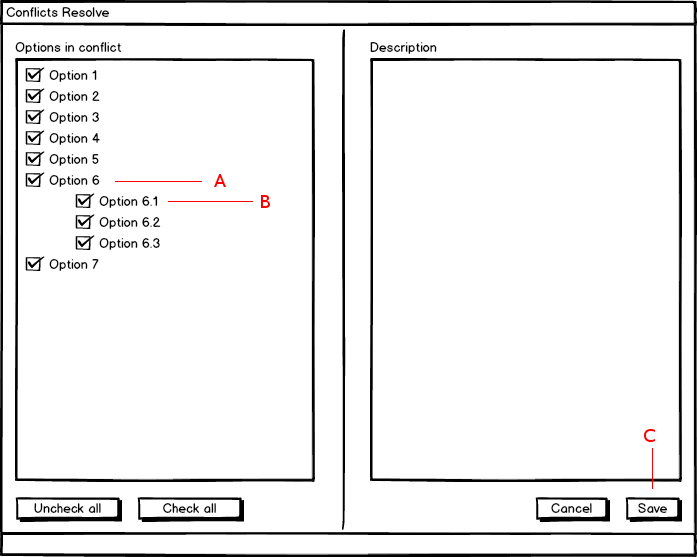 Conflicts Resolve
Options in conflict
Option 1
Option 2
Option 3
Option 4
Option 5
Option 6
A
Option 6.1
B
Option 6.2
Option 6.3
Option 7
Uncheck all
Check all
Description
C
Cancel
Save